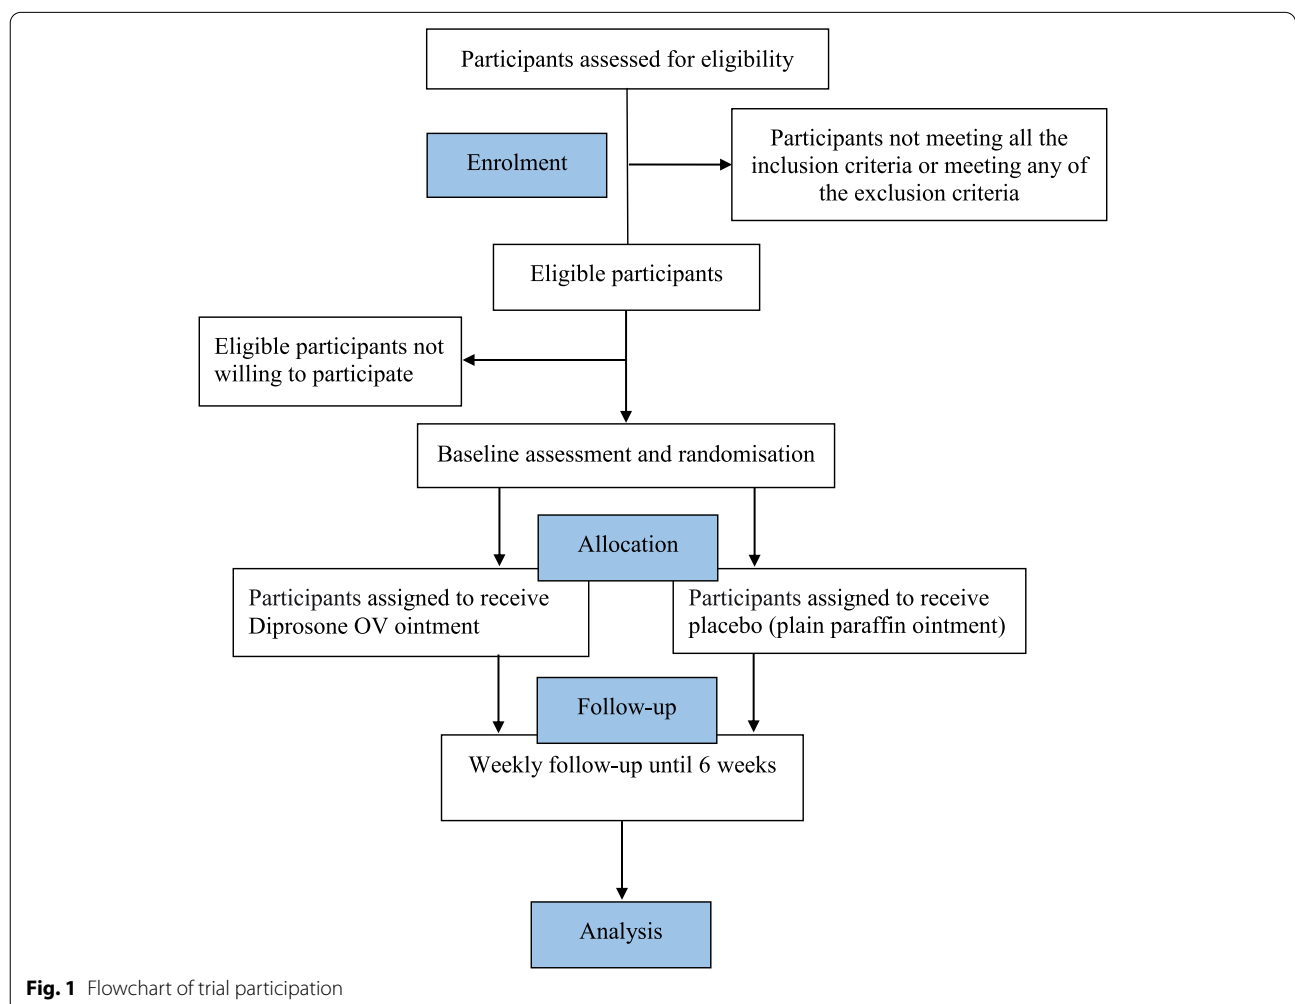 Participants assessed for eligibility
Enrolment
Participants not meeting all the
inclusion criteria or meeting any of
the exclusion criteria
Eligible participants
Eligible participants not
willing to participate
Baseline assessment and randomisation
Allocation
Participants assigned to receive
Diprosone OV ointment
Participants assigned to receive
placebo (plain paraffin ointment)
Follow-up
Weekly follow-up until 6 weeks
Analysis
Fig. 1 Flowchart of trial participation